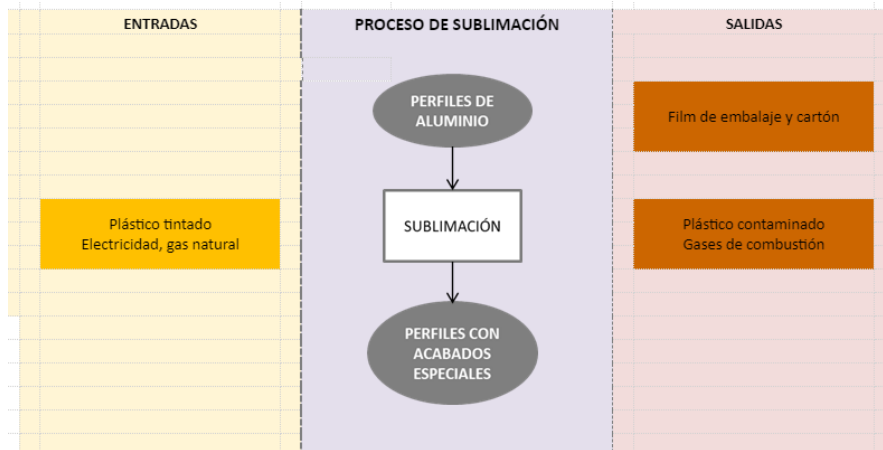 ENTRADAS
PROCESO DE SUBLIMACIÓN
SALIDAS
PERFILES DE
ALUMINIO
Film de embalaje y cartón
Plástico tintado
Electricidad, gas natural
SUBLIMACIÓN
Plástico contaminado
Gases de combustión
PERFILES CON
ACABADOS
ESPECIALES